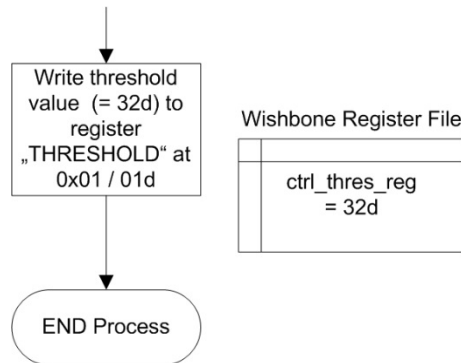 Write threshold
value (= 32d) to
register
„THRESHOLD“ at
0x01 / 01d
Wishbone Register File
ctrl_thres_reg
= 32d
END Process